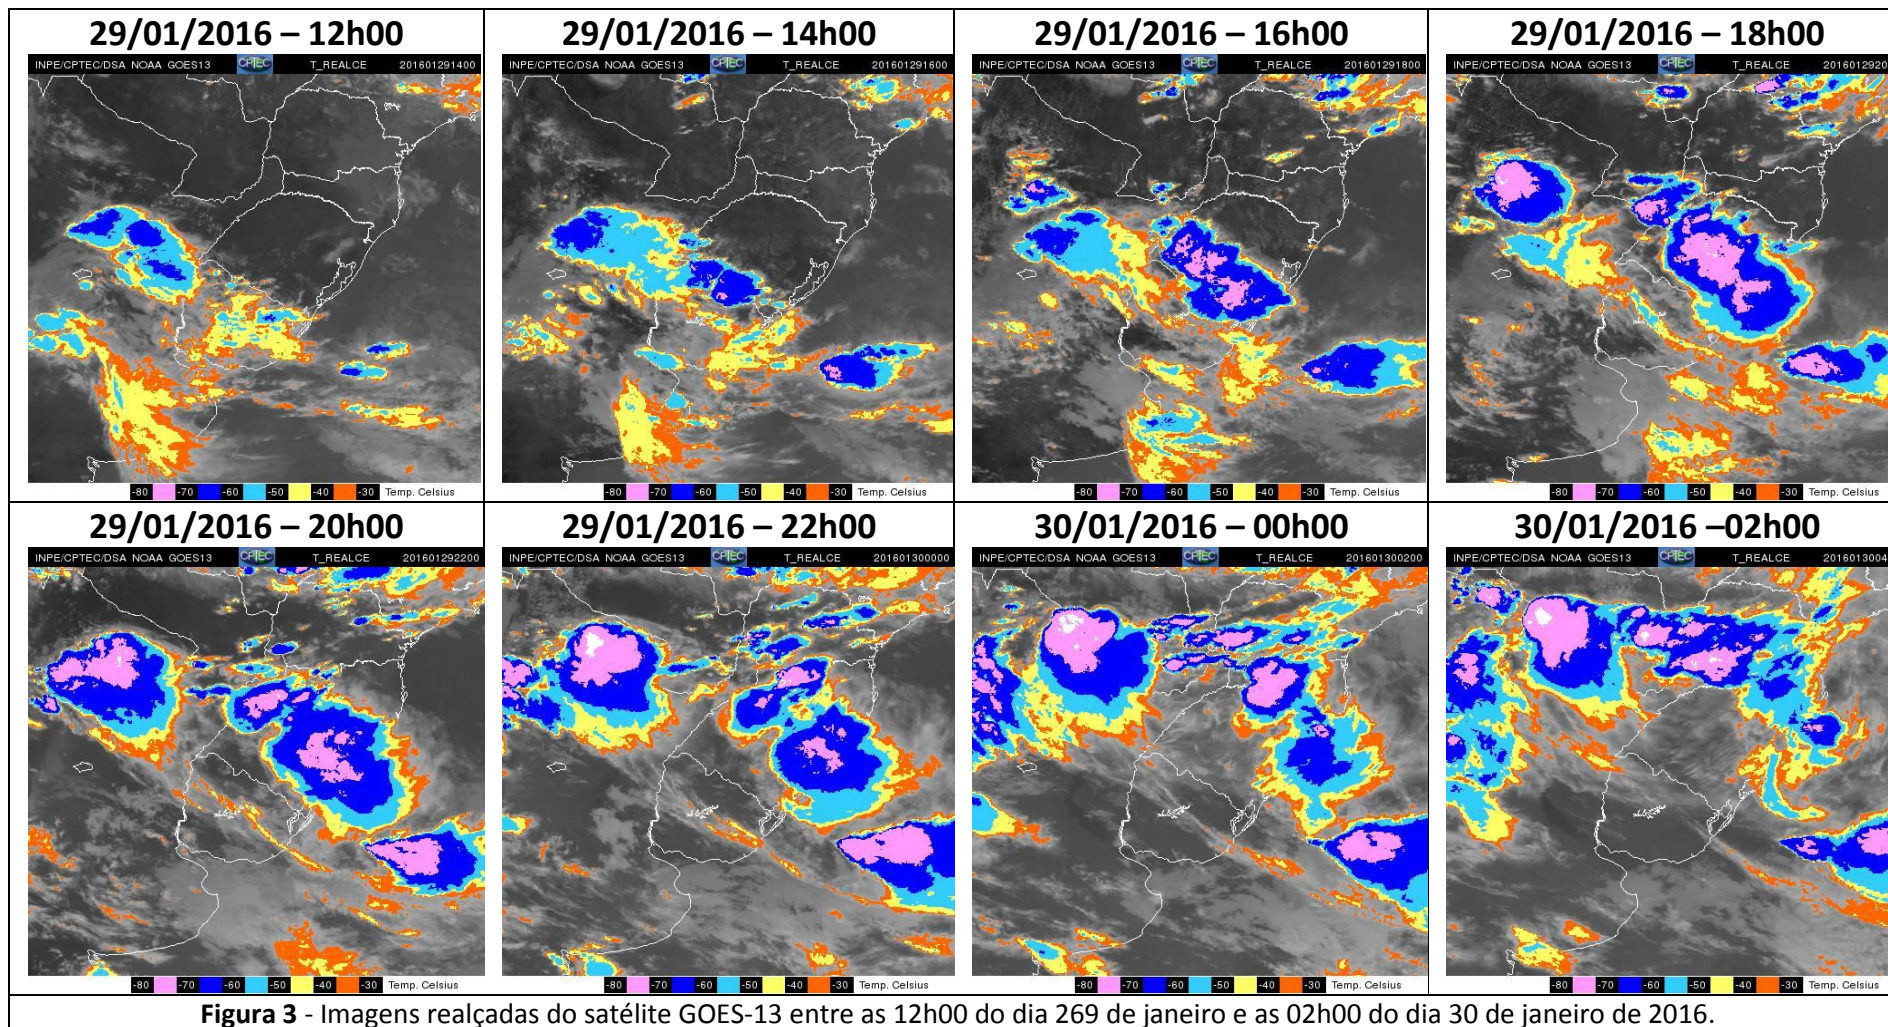 29/01/2016 – 12h00
INPE/CPTEC/DSA NOAA GOES13 CPTEC T_REALCE 201601291400
-80 -70 -60 -50 -40 -30 Temp. Celsius
29/01/2016 – 14h00
INPE/CPTEC/DSA NOAA GOES13 CPTEC T_REALCE 201601291600
-80 -70 -60 -50 -40 -30 Temp. Celsius
29/01/2016 – 16h00
INPE/CPTEC/DSA NOAA GOES13 CPTEC T_REALCE 201601291800
-80 -70 -60 -50 -40 -30 Temp. Celsius
29/01/2016 – 18h00
INPE/CPTEC/DSA NOAA GOES13 CPTEC T_REALCE 2016012920
-80 -70 -60 -50 -40 -30 Temp. Celsius
29/01/2016 – 20h00
INPE/CPTEC/DSA NOAA GOES13 CPTEC T_REALCE 201601292200
-80 -70 -60 -50 -40 -30 Temp. Celsius
29/01/2016 – 22h00
INPE/CPTEC/DSA NOAA GOES13 CPTEC T_REALCE 201601300000
-80 -70 -60 -50 -40 -30 Temp. Celsius
30/01/2016 – 00h00
INPE/CPTEC/DSA NOAA GOES13 CPTEC T_REALCE 201601300200
-80 -70 -60 -50 -40 -30 Temp. Celsius
30/01/2016 –02h00
INPE/CPTEC/DSA NOAA GOES13 CPTEC T_REALCE 2016013004
-80 -70 -60 -50 -40 -30 Temp. Celsius
Figura 3 - Imagens realçadas do satélite GOES-13 entre as 12h00 do dia 269 de janeiro e as 02h00 do dia 30 de janeiro de 2016.